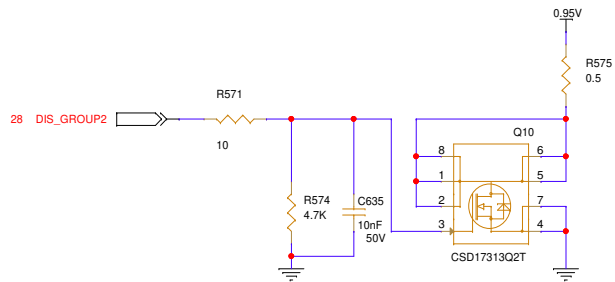 0.95V
R575
0.5
R571
28 DIS_GROUP2
10
Q10
8
6
1
5
R574
4.7K
C635
10nF
50V
2
7
3
4
CSD17313Q2T